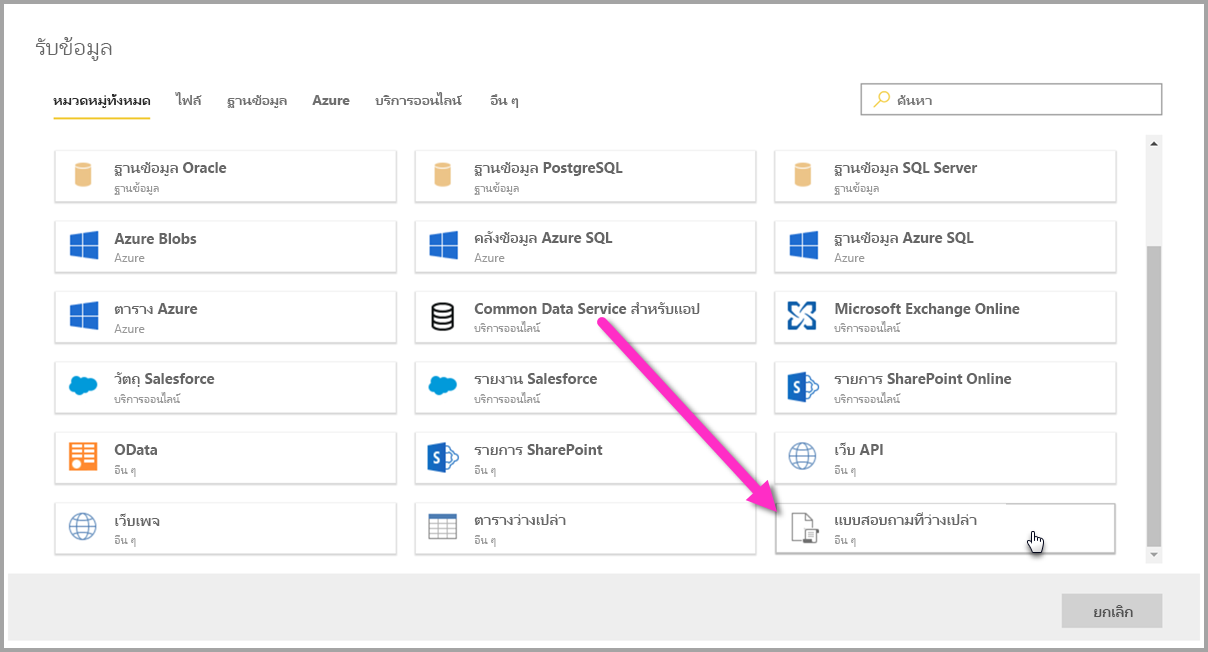 รับข้อมูล
หมวดหมู่ทั้งหมด ไฟล์ ฐานข้อมูล Azure บริการออนไลน์ อื่น ๆ
ค้นหา
ฐานข้อมูล Oracle
ฐานข้อมูล
ฐานข้อมูล PostgreSQL
ฐานข้อมูล
ฐานข้อมูล SQL Server
ฐานข้อมูล
Azure Blobs
Azure
คลังข้อมูล Azure SQL
Azure
ฐานข้อมูล Azure SQL
Azure
ตาราง Azure
Azure
Common Data Service สำหรับแอป
บริการออนไลน์
Microsoft Exchange Online
บริการออนไลน์
วัตถุ Salesforce
บริการออนไลน์
รายงาน Salesforce
บริการออนไลน์
รายการ SharePoint Online
บริการออนไลน์
OData
อื่น ๆ
รายการ SharePoint
อื่น ๆ
เว็บ API
อื่น ๆ
เว็บเพจ
อื่น ๆ
ตารางว่างเปล่า
อื่น ๆ
แบบสอบถามที่ว่างเปล่า
อื่น ๆ
ยกเลิก